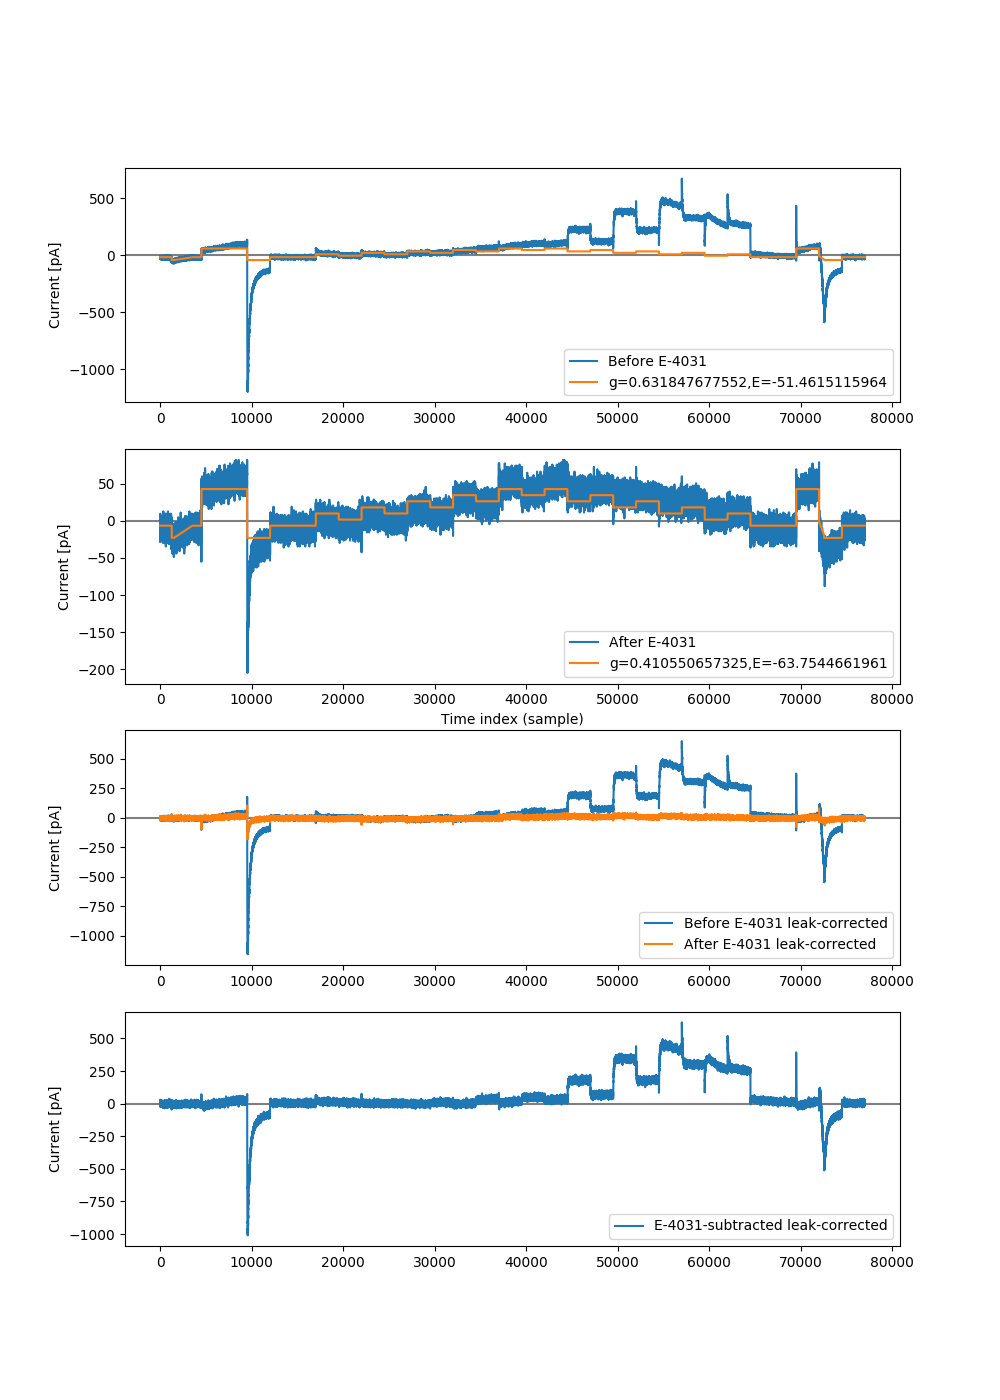 500
0
−500
−1000
Current [pA]
Before E-4031
g=0.631847677552,E=-51.4615115964
0 10000 20000 30000 40000 50000 60000 70000 80000
50
0
−50
−100
−150
−200
Current [pA]
After E-4031
g=0.410550657325,E=-63.7544661961
0 10000 20000 30000 40000 50000 60000 70000 80000
Time index (sample)
500
250
0
−250
−500
−750
−1000
Current [pA]
Before E-4031 leak-corrected
After E-4031 leak-corrected
0 10000 20000 30000 40000 50000 60000 70000 80000
500
250
0
−250
−500
−750
−1000
Current [pA]
E-4031-subtracted leak-corrected
0 10000 20000 30000 40000 50000 60000 70000 80000